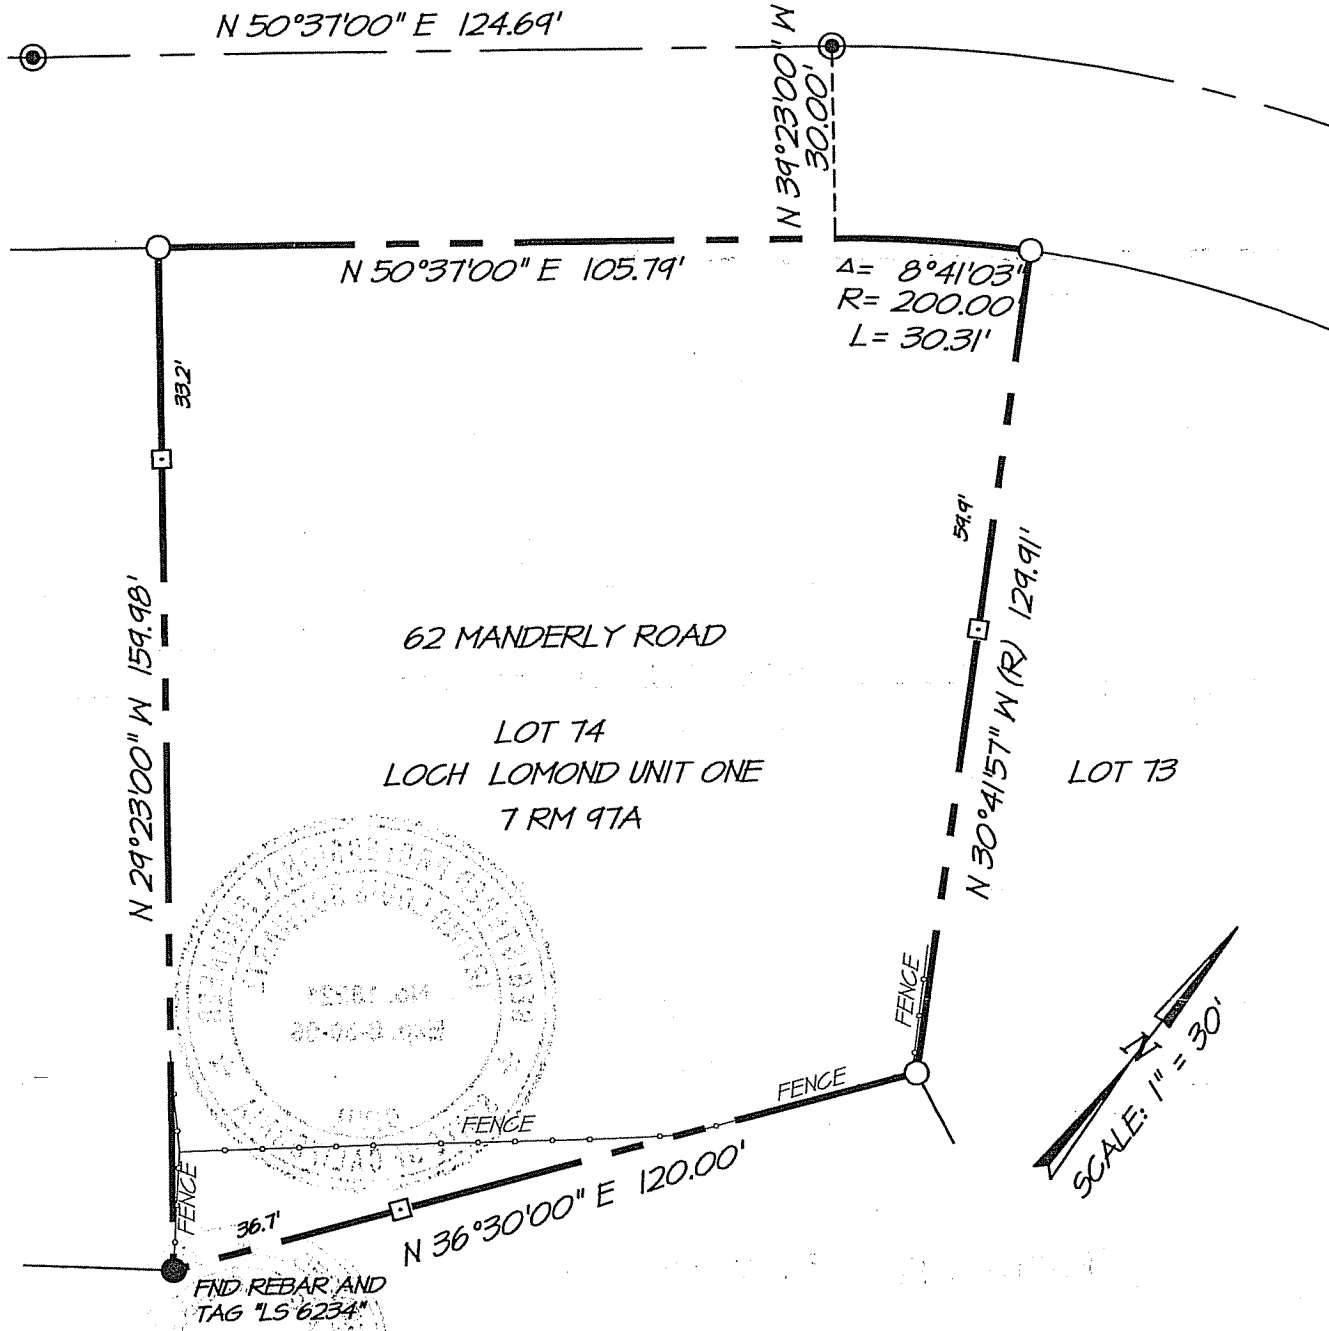 N 50°37'00" E 124.69'
N 39°23'00" W
30.00'
N 50°37'00" E 105.79'
Δ= 8°41'03"
R= 200.00'
L= 30.31'
33.2'
59.9'
N 29°23'00" W 159.98'
N 30°41'57" W (R) 129.91'
62 MANDERLY ROAD
LOT 74
LOCH LOMOND UNIT ONE
7 RM 97A
LOT 73
FENCE
FENCE
FENCE
FENCE
N
SCALE: 1" = 30'
36.7'
N 36°30'00" E 120.00'
FND REBAR AND
TAG "LS 6234"